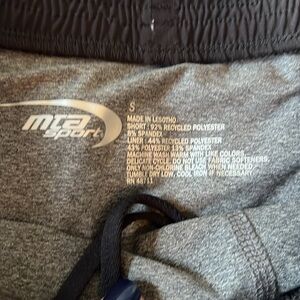 mta
sport
S
MADE IN LESOTHO
SHORT : 92% RECYCLED POLYESTER
8% SPANDEX
LINER : 44% RECYCLED POLYESTER
43% POLYESTER 13% SPANDEX
MACHINE WASH WARM WITH LIKE COLORS,
DELICATE CYCLE, DO NOT USE FABRIC SOFTENERS
ONLY NON-CHLORINE BLEACH WHEN NEEDED
TUMBLE DRY LOW, COOL IRON IF NECESSARY